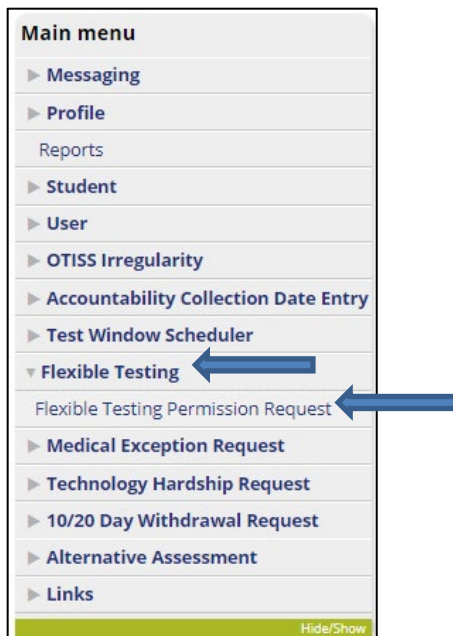 Main menu
Messaging
Profile
Reports
Student
User
OTISS Irregularity
Accountability Collection Date Entry
Test Window Scheduler
Flexible Testing
Flexible Testing Permission Request
Medical Exception Request
Technology Hardship Request
10/20 Day Withdrawal Request
Alternative Assessment
Links
Hide/Show